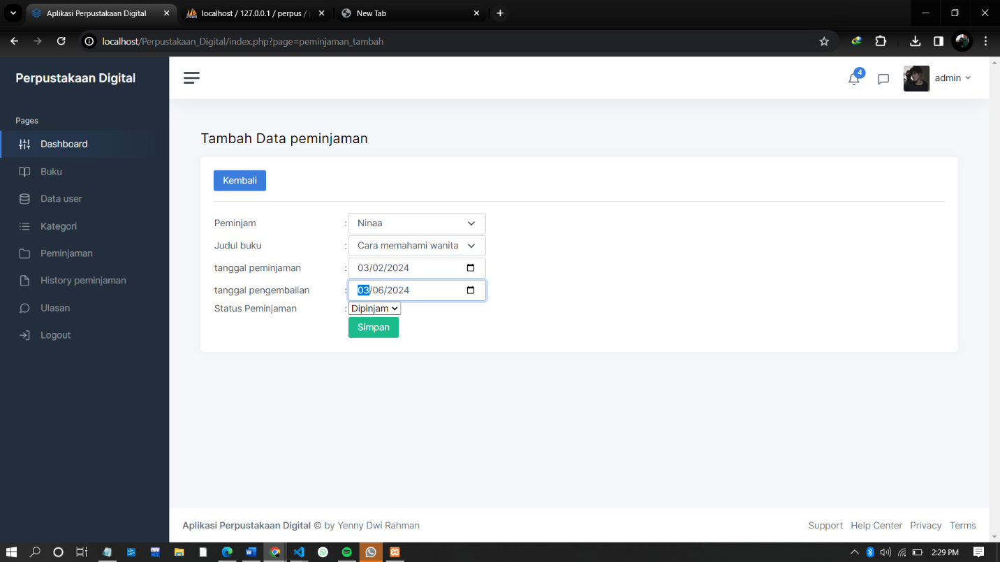 Aplikasi Perpustakaan Digital
localhost / 127.0.0.1 / perpus /
New Tab
localhost/Perpustakaan_Digital/index.php?page=peminjaman_tambah
Perpustakaan Digital
4
admin
Pages
Dashboard
Buku
Data user
Kategori
Peminjaman
History peminjaman
Ulasan
Logout
Tambah Data peminjaman
Kembali
Peminjam : Ninaa
Judul buku : Cara memahami wanita
tanggal peminjaman : 03/02/2024
tanggal pengembalian : 03/06/2024
Status Peminjaman : Dipinjam
Simpan
Aplikasi Perpustakaan Digital © by Yenny Dwi Rahman
Support Help Center Privacy Terms
2:29 PM